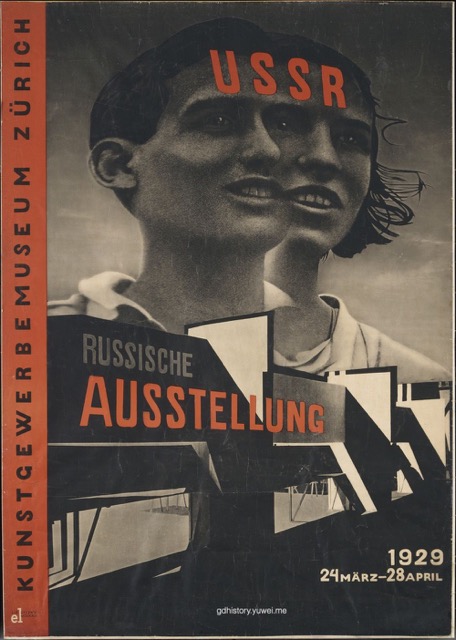 KUNSTGEWERBEMUSEUM ZÜRICH
USSR
RUSSISCHE
AUSSTELLUNG
1929
24 MÄRZ–28 APRIL
el
gdhistory.yuwei.me